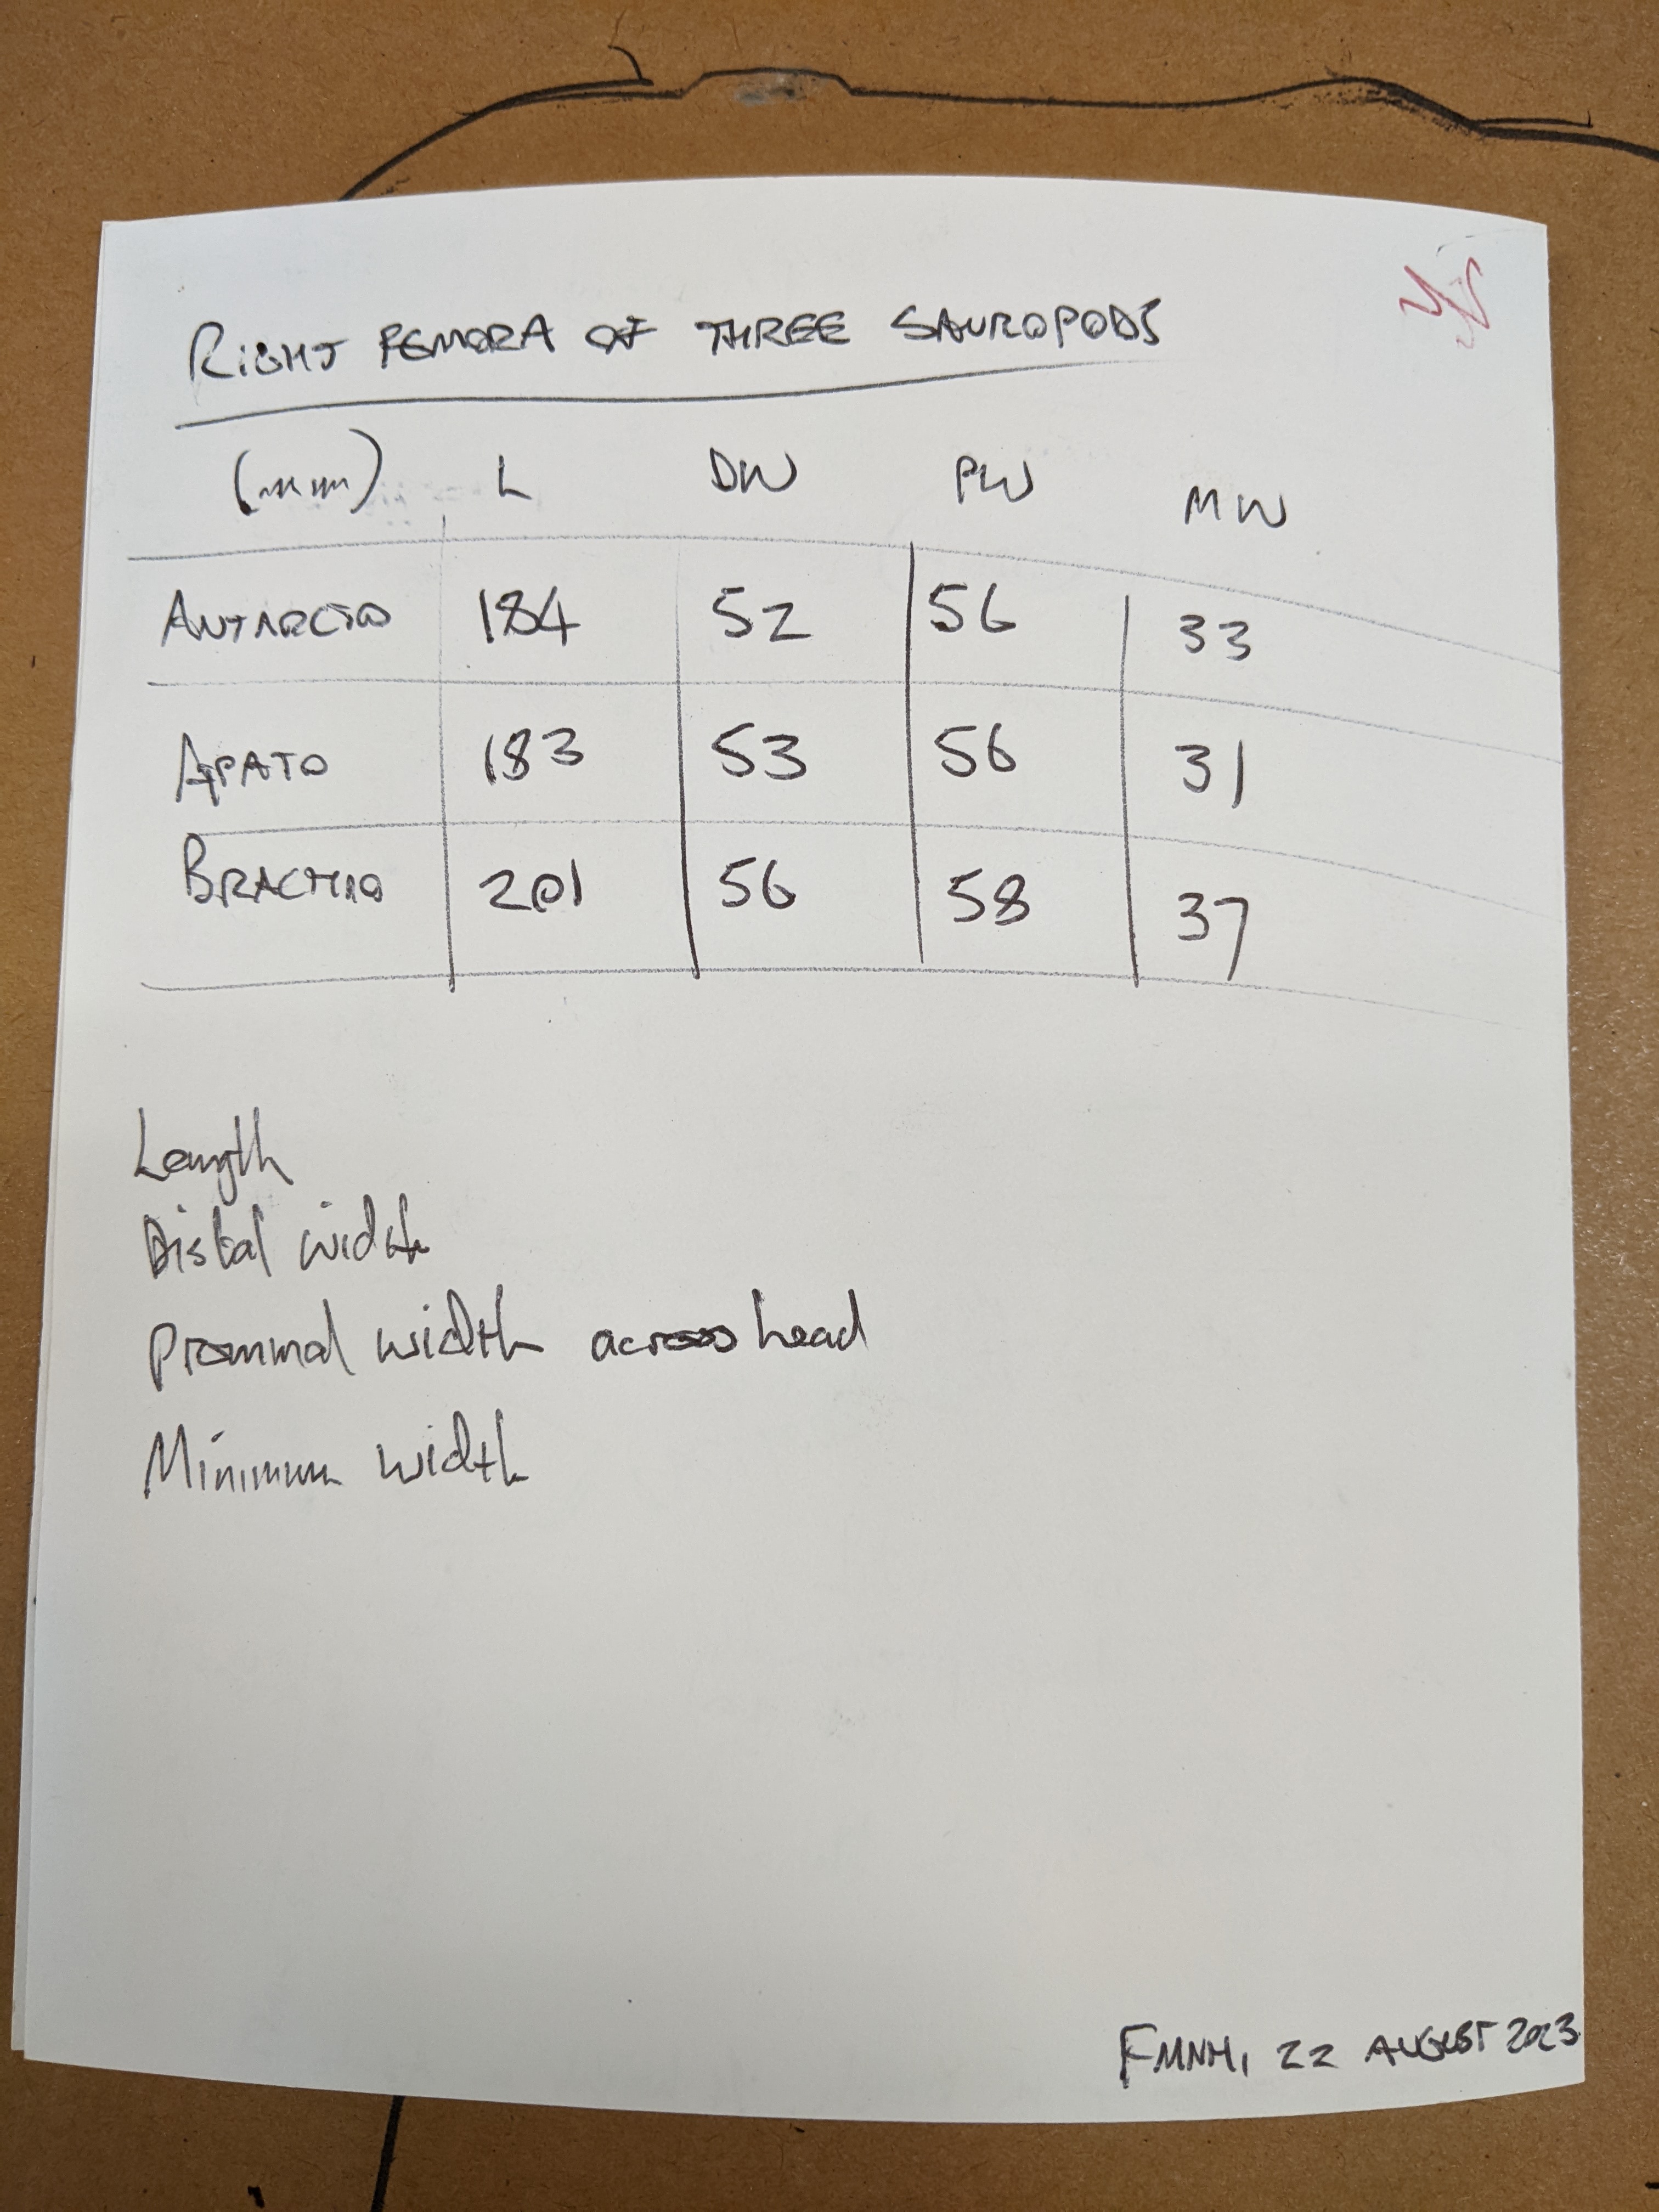 RIGHT FEMORA OF THREE SAUROPODS
(mm) L DW PW MW
ANTARCTO 184 52 56 33
APATO 183 53 56 31
BRACHIO 201 56 58 37
Length
Distal width
Proximal width across head
Minimum width
FMNH, 22 AUGUST 2023